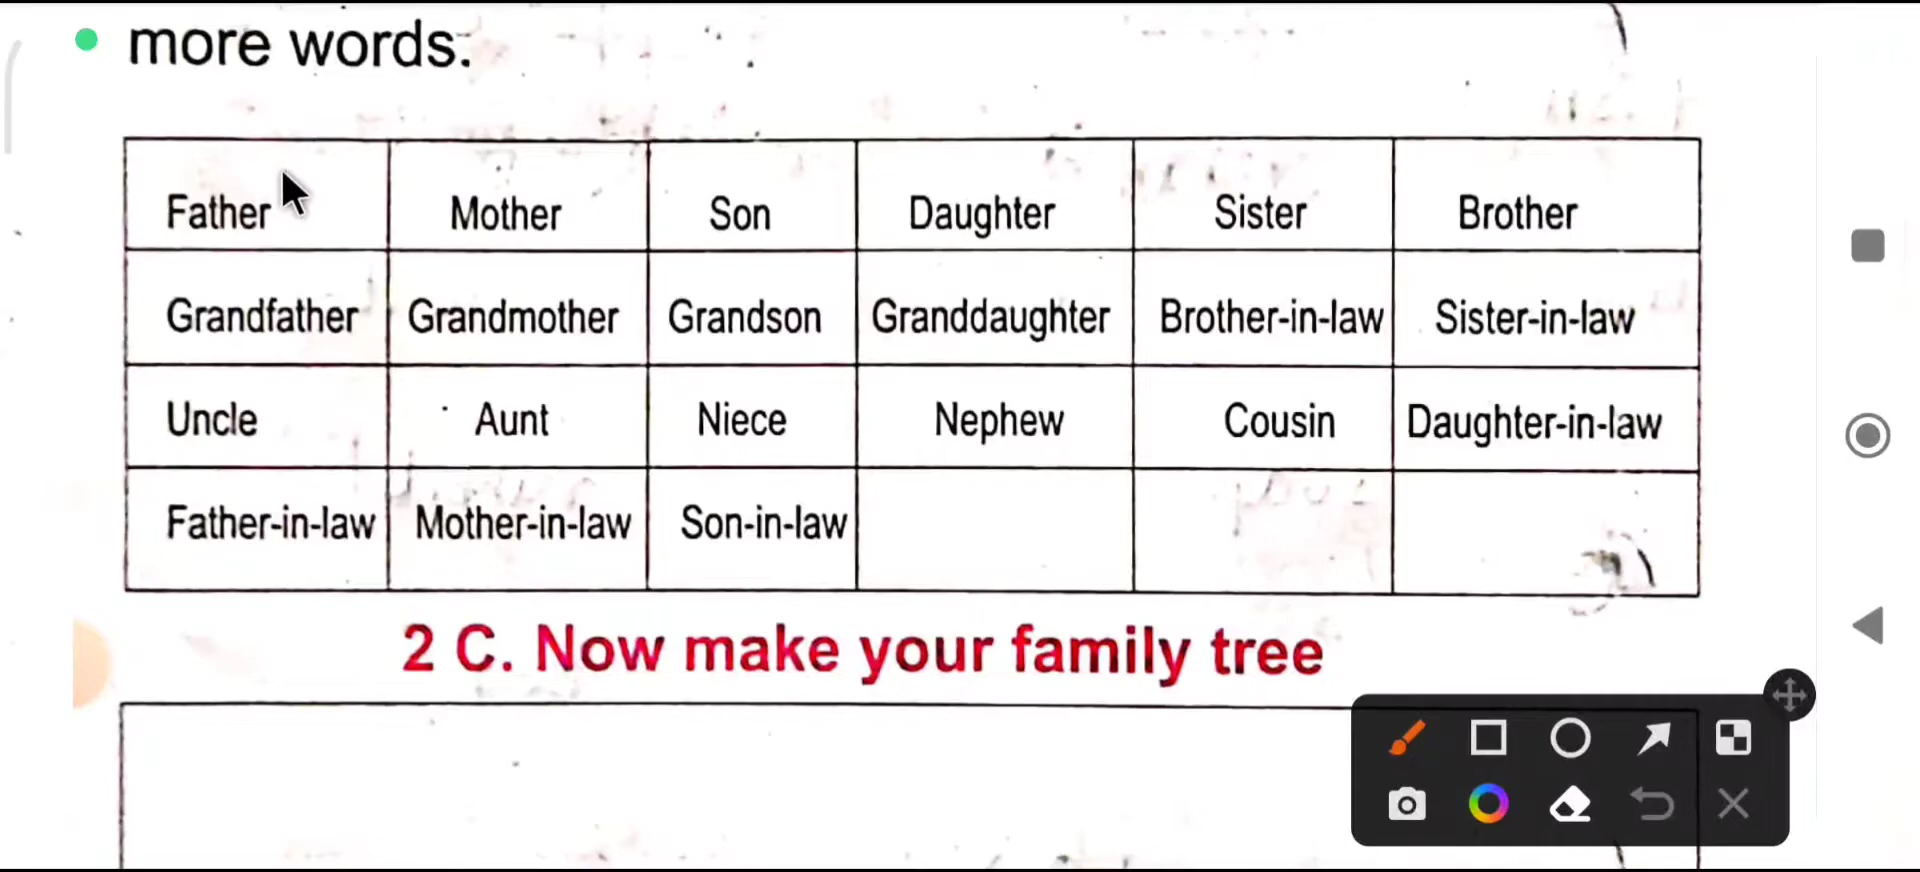 more words.
Father Mother Son Daughter Sister Brother
Grandfather Grandmother Grandson Granddaughter Brother-in-law Sister-in-law
Uncle Aunt Niece Nephew Cousin Daughter-in-law
Father-in-law Mother-in-law Son-in-law
2 C. Now make your family tree